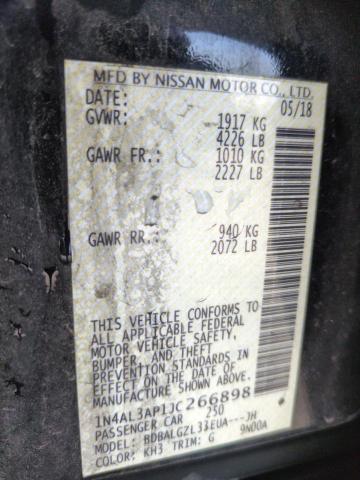 MFD BY NISSAN MOTOR CO., LTD.
DATE: 05/18
GVWR: 1917 KG
4226 LB
GAWR FR.: 1010 KG
2227 LB
GAWR RR.: 940 KG
2072 LB
THIS VEHICLE CONFORMS TO
ALL APPLICABLE FEDERAL
MOTOR VEHICLE SAFETY,
BUMPER, AND THEFT
PREVENTION STANDARDS
IN EFFECT ON THE DATE OF
MANUFACTURE SHOWN ABOVE.
1N4AL3AP1JC266898
PASSENGER CAR 250
MODEL: BDBALGZL33EUA---JH
COLOR: KH3 TRIM: G 9N00A